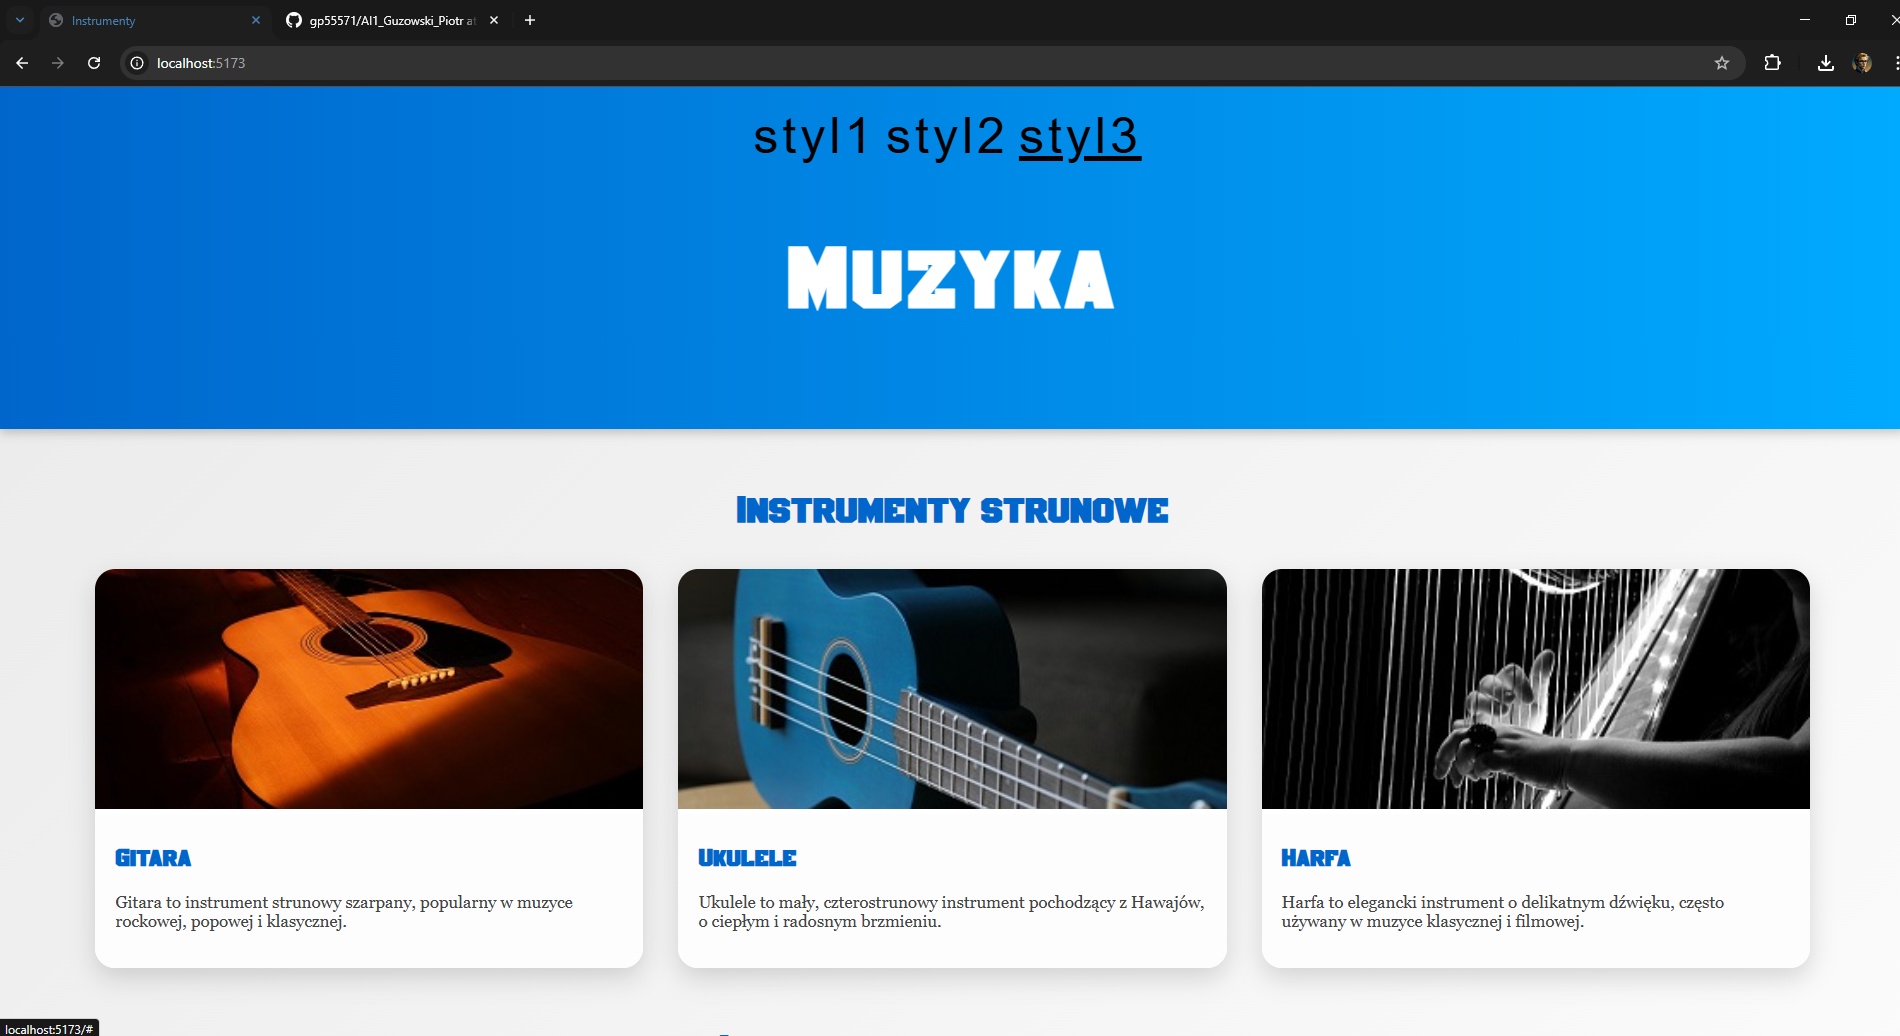 Instrumenty
gp55571/AI1_Guzowski_Piotr at
localhost:5173
styl1 styl2 styl3
Muzyka
Instrumenty strunowe
Gitara
Gitara to instrument strunowy szarpany, popularny w muzyce
rockowej, popowej i klasycznej.
Ukulele
Ukulele to mały, czterostrunowy instrument pochodzący z Hawajów,
o ciepłym i radosnym brzmieniu.
Harfa
Harfa to elegancki instrument o delikatnym dźwięku, często
używany w muzyce klasycznej i filmowej.
localhost:5173/#